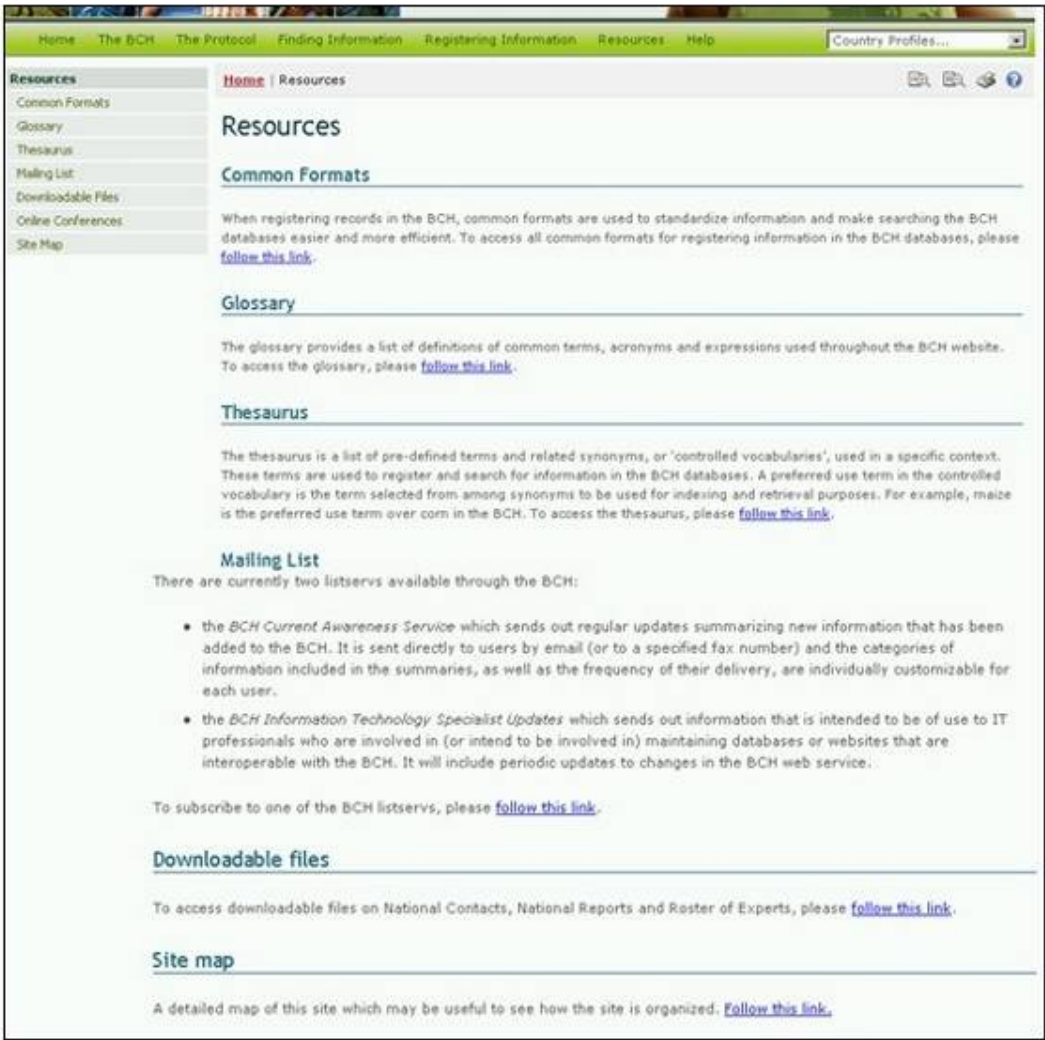 Home The BCH The Protocol Finding Information Registering Information Resources Help Country Profiles...
Resources
Common Formats
Glossary
Thesaurus
Mailing List
Downloadable Files
Online Conferences
Site Map
Home | Resources
Resources
Common Formats
When registering records in the BCH, common formats are used to standardize information and make searching the BCH
databases easier and more efficient. To access all common formats for registering information in the BCH databases, please
follow this link.
Glossary
The glossary provides a list of definitions of common terms, acronyms and expressions used throughout the BCH website.
To access the glossary, please follow this link.
Thesaurus
The thesaurus is a list of pre-defined terms and related synonyms, or 'controlled vocabularies', used in a specific context.
These terms are used to register and search for information in the BCH databases. A preferred use term in the controlled
vocabulary is the term selected from among synonyms to be used for indexing and retrieval purposes. For example, maize
is the preferred use term over corn in the BCH. To access the thesaurus, please follow this link.
Mailing List
There are currently two listservs available through the BCH:
• the BCH Current Awareness Service which sends out regular updates summarizing new information that has been
added to the BCH. It is sent directly to users by email (or to a specified fax number) and the categories of
information included in the summaries, as well as the frequency of their delivery, are individually customizable for
each user.
• the BCH Information Technology Specialist Updates which sends out information that is intended to be of use to IT
professionals who are involved in (or intend to be involved in) maintaining databases or websites that are
interoperable with the BCH. It will include periodic updates to changes in the BCH web service.
To subscribe to one of the BCH listservs, please follow this link.
Downloadable files
To access downloadable files on National Contacts, National Reports and Roster of Experts, please follow this link.
Site map
A detailed map of this site which may be useful to see how the site is organized. Follow this link.